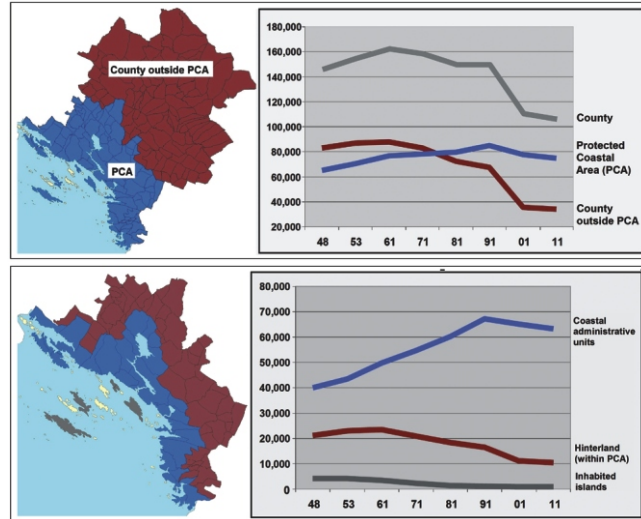 County outside PCA
PCA
180,000
160,000
140,000
120,000
100,000
80,000
60,000
40,000
20,000
48 53 61 71 81 91 01 11
County
Protected
Coastal
Area (PCA)
County
outside PCA
80,000
70,000
60,000
50,000
40,000
30,000
20,000
10,000
0
48 53 61 71 81 91 01 11
Coastal
administrative
units
Hinterland
(within PCA)
Inhabited
islands